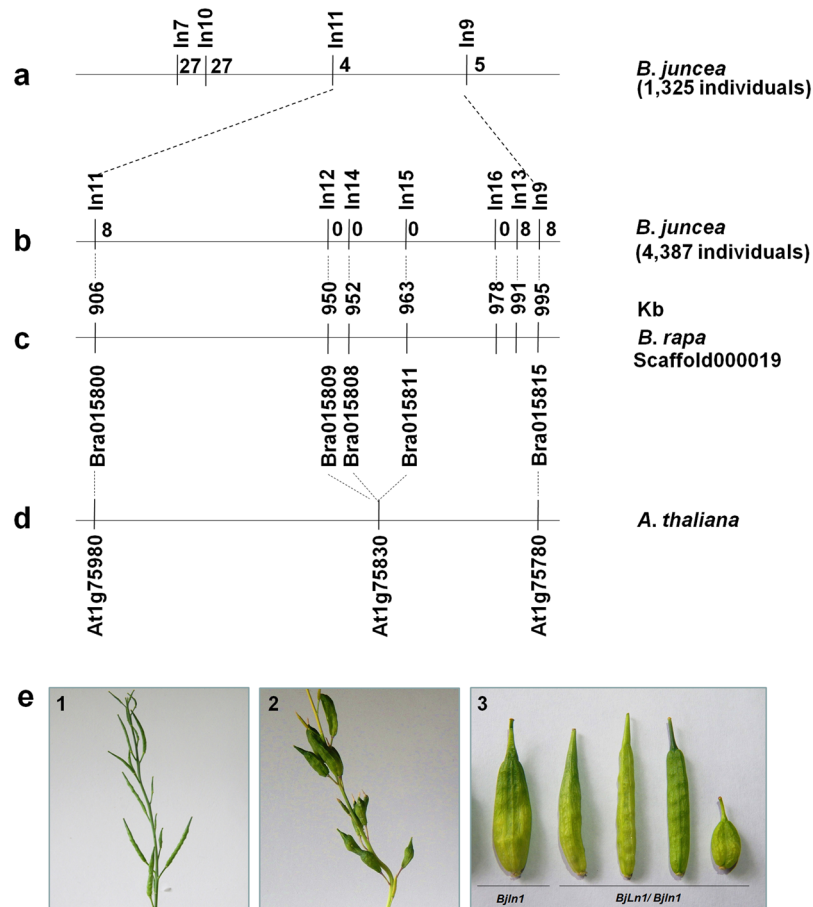 a
In7
In10
In11
In9
27
27
4
5
B. juncea
(1,325 individuals)
b
In11
In12
In14
In15
In16
In13
In9
8
0
0
0
0
8
8
B. juncea
(4,387 individuals)
906
950
952
963
978
991
995
Kb
c
B. rapa
Scaffold000019
Bra015800
Bra015809
Bra015808
Bra015811
Bra015815
d
A. thaliana
At1g75980
At1g75830
At1g75780
e
1
2
3
Bjln1
BjLn1/ Bjln1